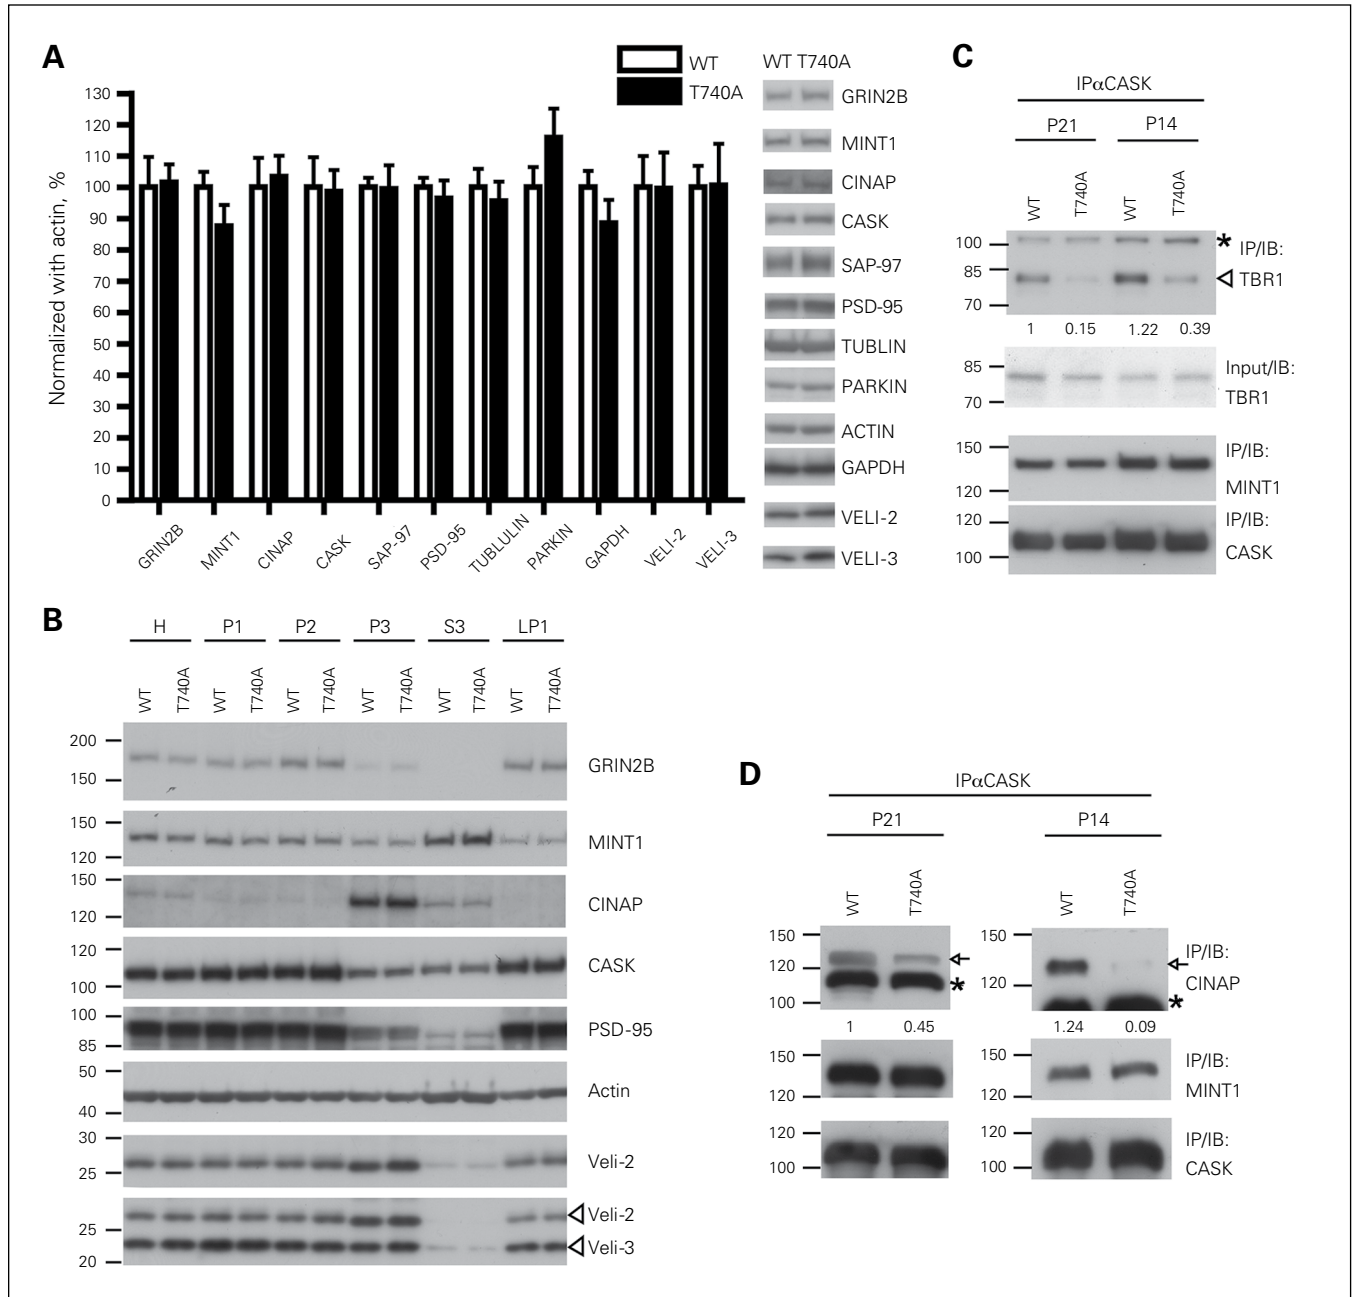 A
WT
T740A
Normalized with actin, %
130
120
110
100
90
80
70
60
50
40
30
20
10
0
GRIN2B
MINT1
CINAP
CASK
SAP-97
PSD-95
TUBLULIN
PARKIN
GAPDH
VELI-2
VELI-3
WT T740A
GRIN2B
MINT1
CINAP
CASK
SAP-97
PSD-95
TUBLIN
PARKIN
ACTIN
GAPDH
VELI-2
VELI-3
C
IPαCASK
P21 P14
WT T740A WT T740A
100 * IP/IB:
85 TBR1
70
1 0.15 1.22 0.39
85 Input/IB:
70 TBR1
150 IP/IB:
120 MINT1
120 IP/IB:
100 CASK
B
H P1 P2 P3 S3 LP1
WT T740A WT T740A WT T740A WT T740A WT T740A WT T740A
200
150 GRIN2B
150
120 MINT1
150
120 CINAP
120
100 CASK
100
85 PSD-95
50
40 Actin
30
25 Veli-2
Veli-2
25
Veli-3
20
D
IPαCASK
P21 P14
WT T740A WT T740A
150 150 IP/IB:
120 120 CINAP
100 * *
1 0.45 1.24 0.09
150 150 IP/IB:
120 120 MINT1
120 120 IP/IB:
100 100 CASK